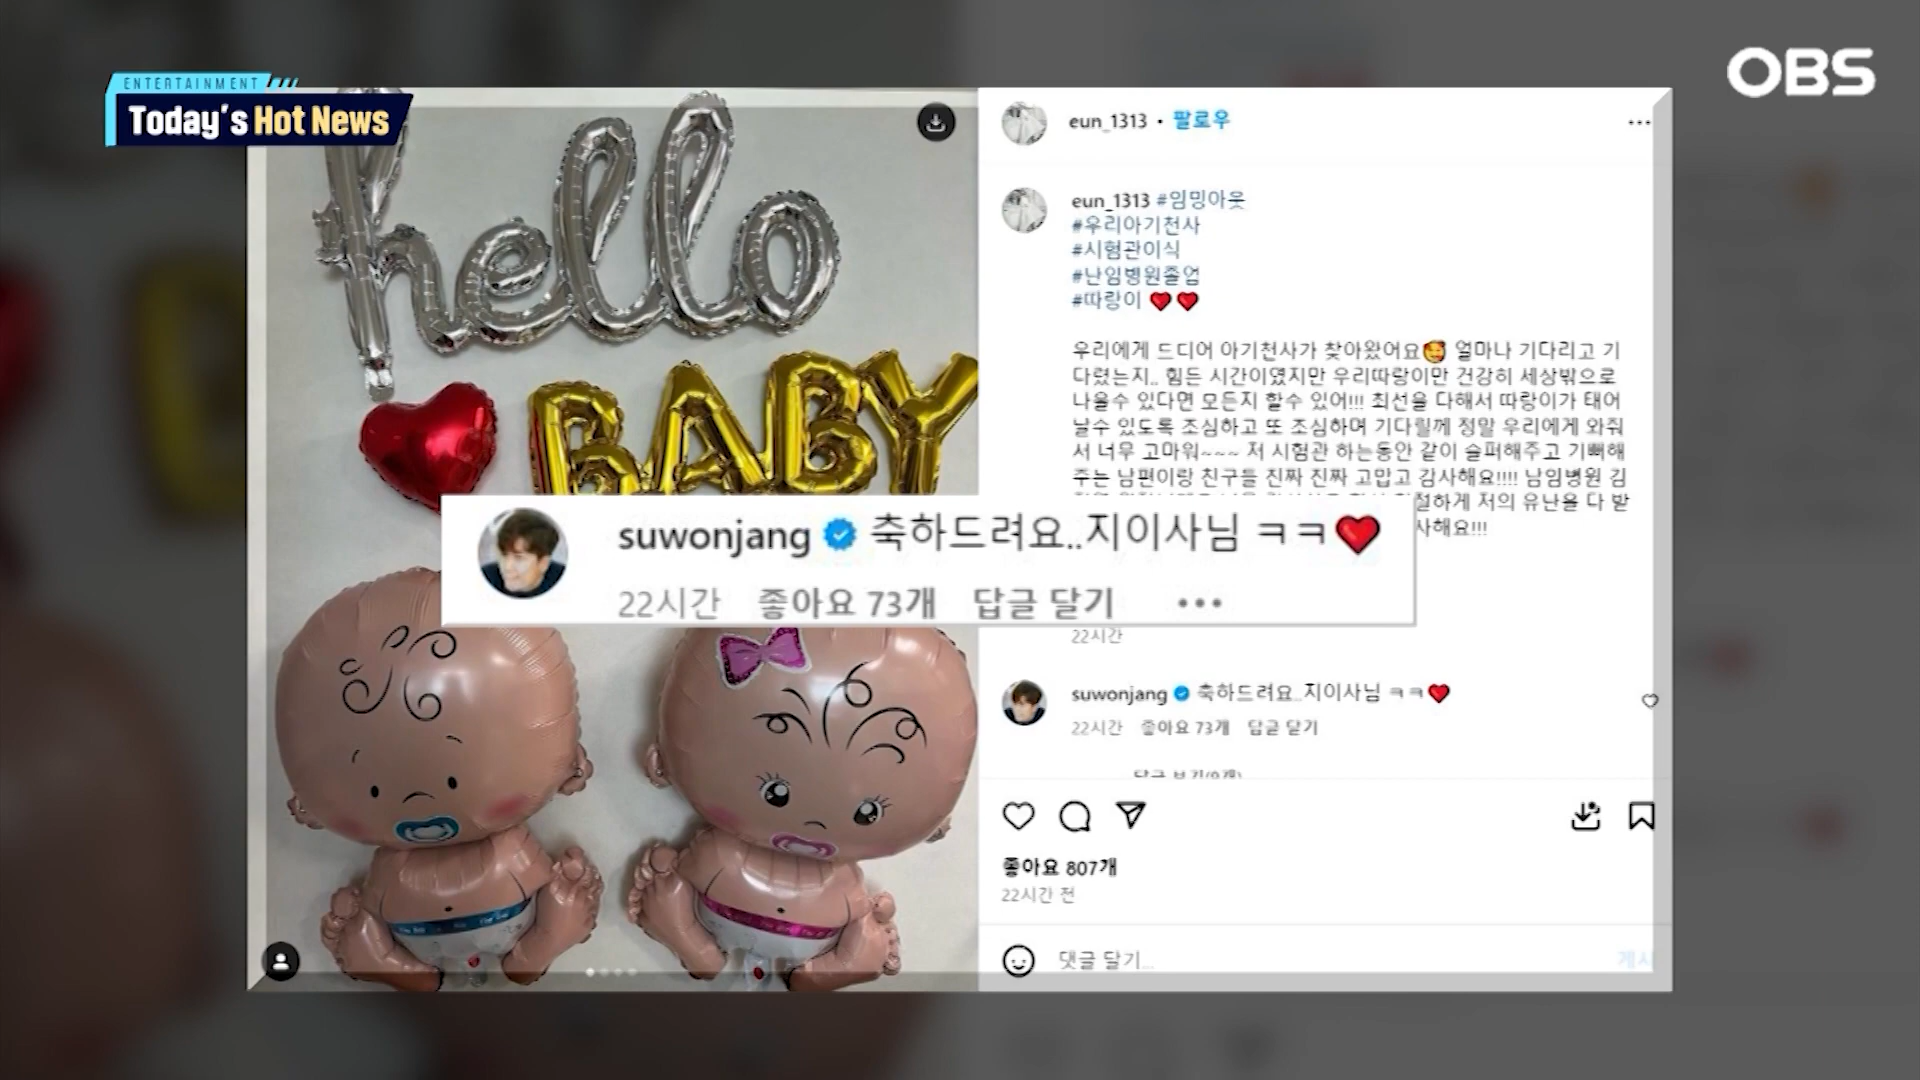 ENTERTAINMENT
Today's Hot News
OBS
hello
BABY
eun_1313 • 팔로우
eun_1313 #임밍아웃
#우리아기천사
#시험관이식
#난임병원졸업
#따랑이 ❤️❤️
우리에게 드디어 아기천사가 찾아왔어요🥰 얼마나 기다리고 기
다렸는지.. 힘든 시간이였지만 우리따랑이만 건강히 세상밖으로
나올수 있다면 모든지 할수 있어!!! 최선을 다해서 따랑이가 태어
날수 있도록 조심하고 또 조심하며 기다릴께 정말 우리에게 와줘
서 너무 고마워~~~ 저 시험관 하는동안 같이 슬퍼해주고 기뻐해
주는 남편이랑 친구들 진짜 진짜 고맙고 감사해요!!!! 남임병원 김
절하게 저의 유난을 다 받
사해요!!!
suwonjang 축하드려요..지이사님 ㅋㅋ❤️
22시간 좋아요 73개 답글 달기 •••
22시간
suwonjang 축하드려요..지이사님 ㅋㅋ❤️
22시간 좋아요 73개 답글 달기
좋아요 807개
22시간 전
댓글 달기...
게시